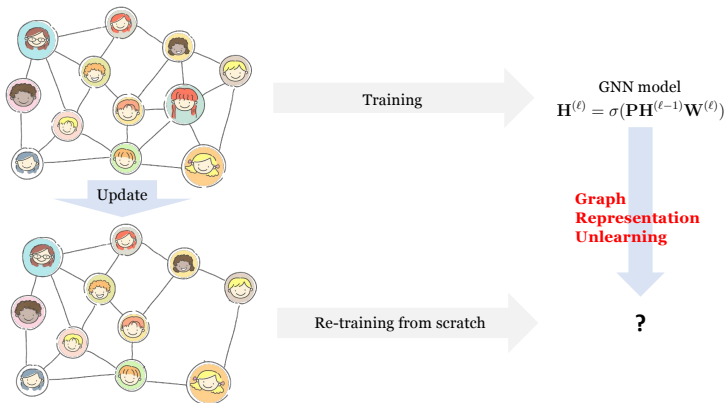 Training
GNN model
H^{(ℓ)} = σ(PH^{(ℓ−1)}W^{(ℓ)})
Update
Graph
Representation
Unlearning
Re-training from scratch
?